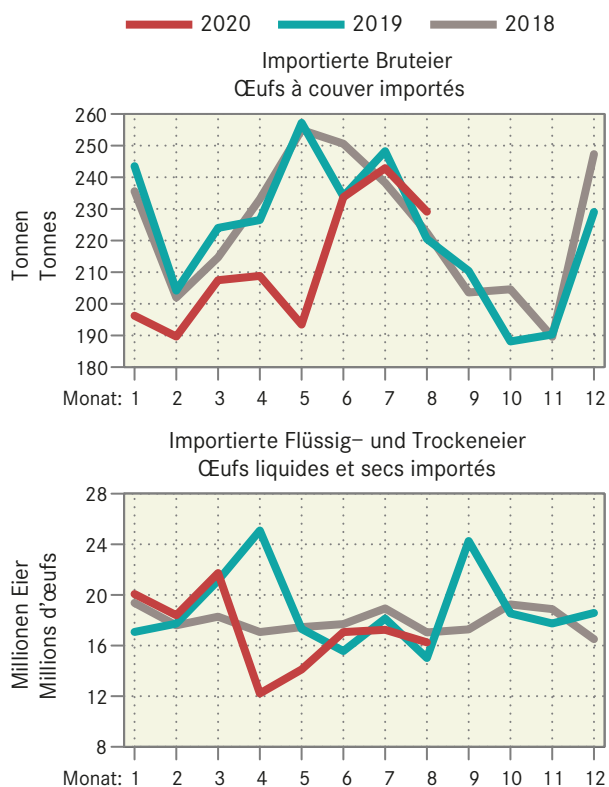 2020 2019 2018
Importierte Bruteier
Œufs à couver importés
Tonnen
Tonnes
260
250
240
230
220
210
200
190
180
Monat: 1 2 3 4 5 6 7 8 9 10 11 12
Importierte Flüssig– und Trockeneier
Œufs liquides et secs importés
Millionen Eier
Millions d'œufs
28
24
20
16
12
8
Monat: 1 2 3 4 5 6 7 8 9 10 11 12